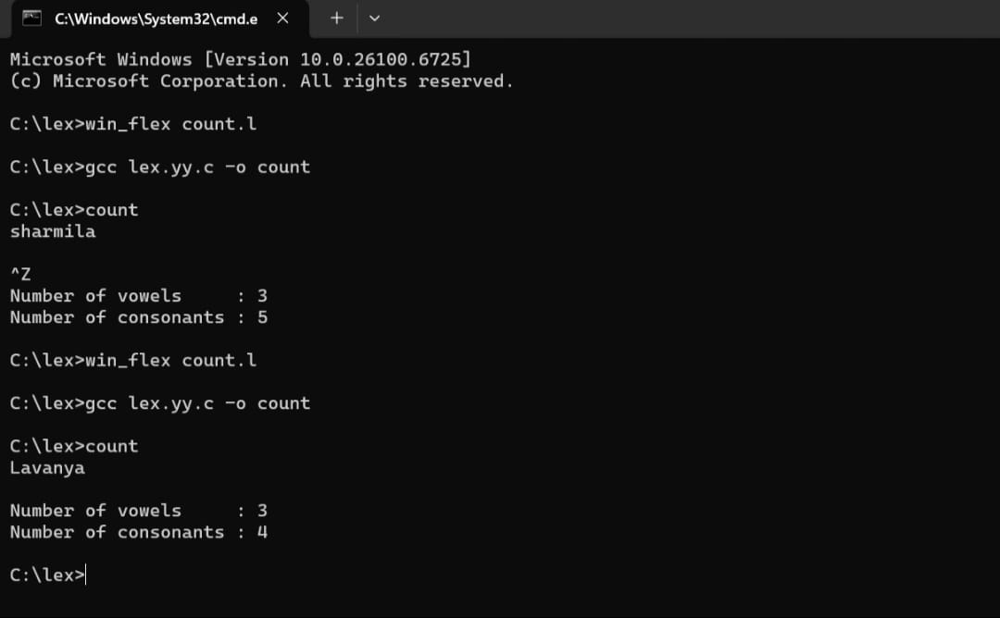 C:\Windows\System32\cmd.e
Microsoft Windows [Version 10.0.26100.6725]
(c) Microsoft Corporation. All rights reserved.
C:\lex>win_flex count.l
C:\lex>gcc lex.yy.c -o count
C:\lex>count
sharmila
^Z
Number of vowels     : 3
Number of consonants : 5
C:\lex>win_flex count.l
C:\lex>gcc lex.yy.c -o count
C:\lex>count
Lavanya
Number of vowels     : 3
Number of consonants : 4
C:\lex>